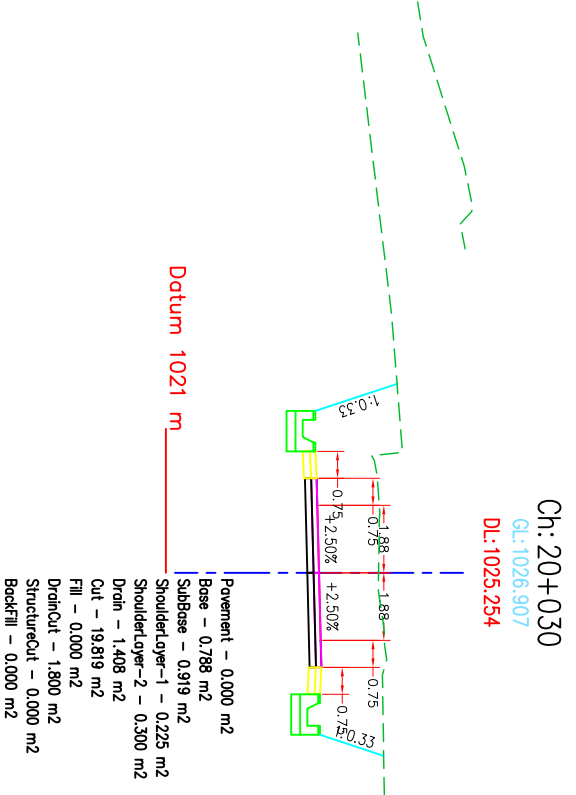 Ch: 20+030
GL:1026.907
DL:1025.254
1:0.33
0.75
0.75
1.88
1.88
0.75
0.75
1:0.33
+2.50%
+2.50%
Datum 1021 m
Pavement - 0.000 m2
Base - 0.788 m2
SubBase - 0.919 m2
ShoulderLayer-1 - 0.225 m2
ShoulderLayer-2 - 0.300 m2
Drain - 1.408 m2
Cut - 19.819 m2
Fill - 0.000 m2
DrainCut - 1.800 m2
StructureCut - 0.000 m2
BackFill - 0.000 m2